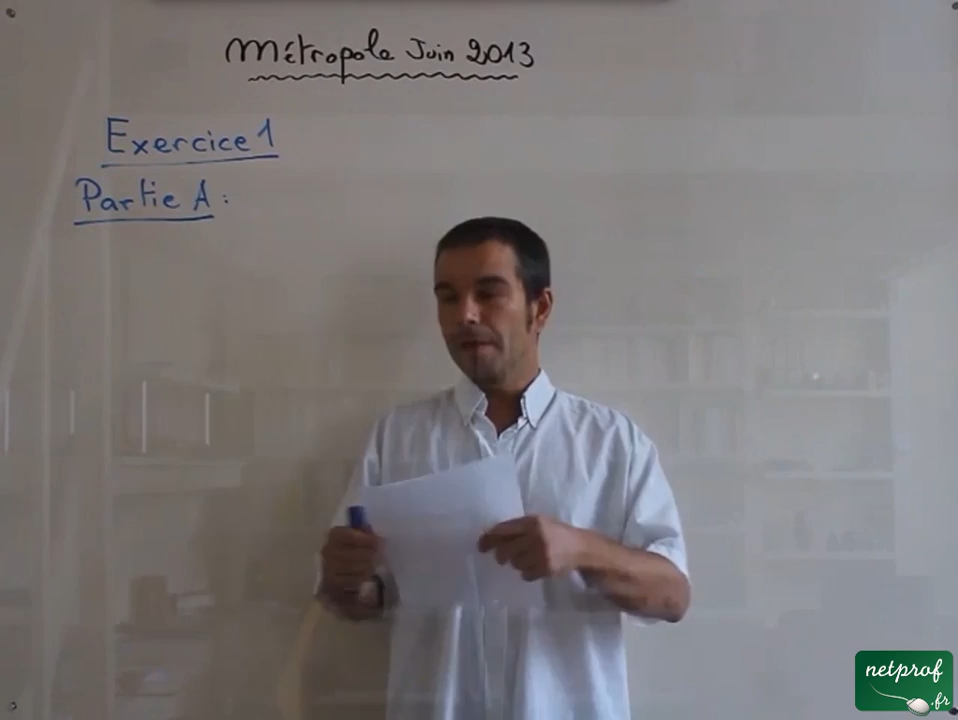 Métropole Juin 2013
Exercice 1
Partie A :
netprof
.fr